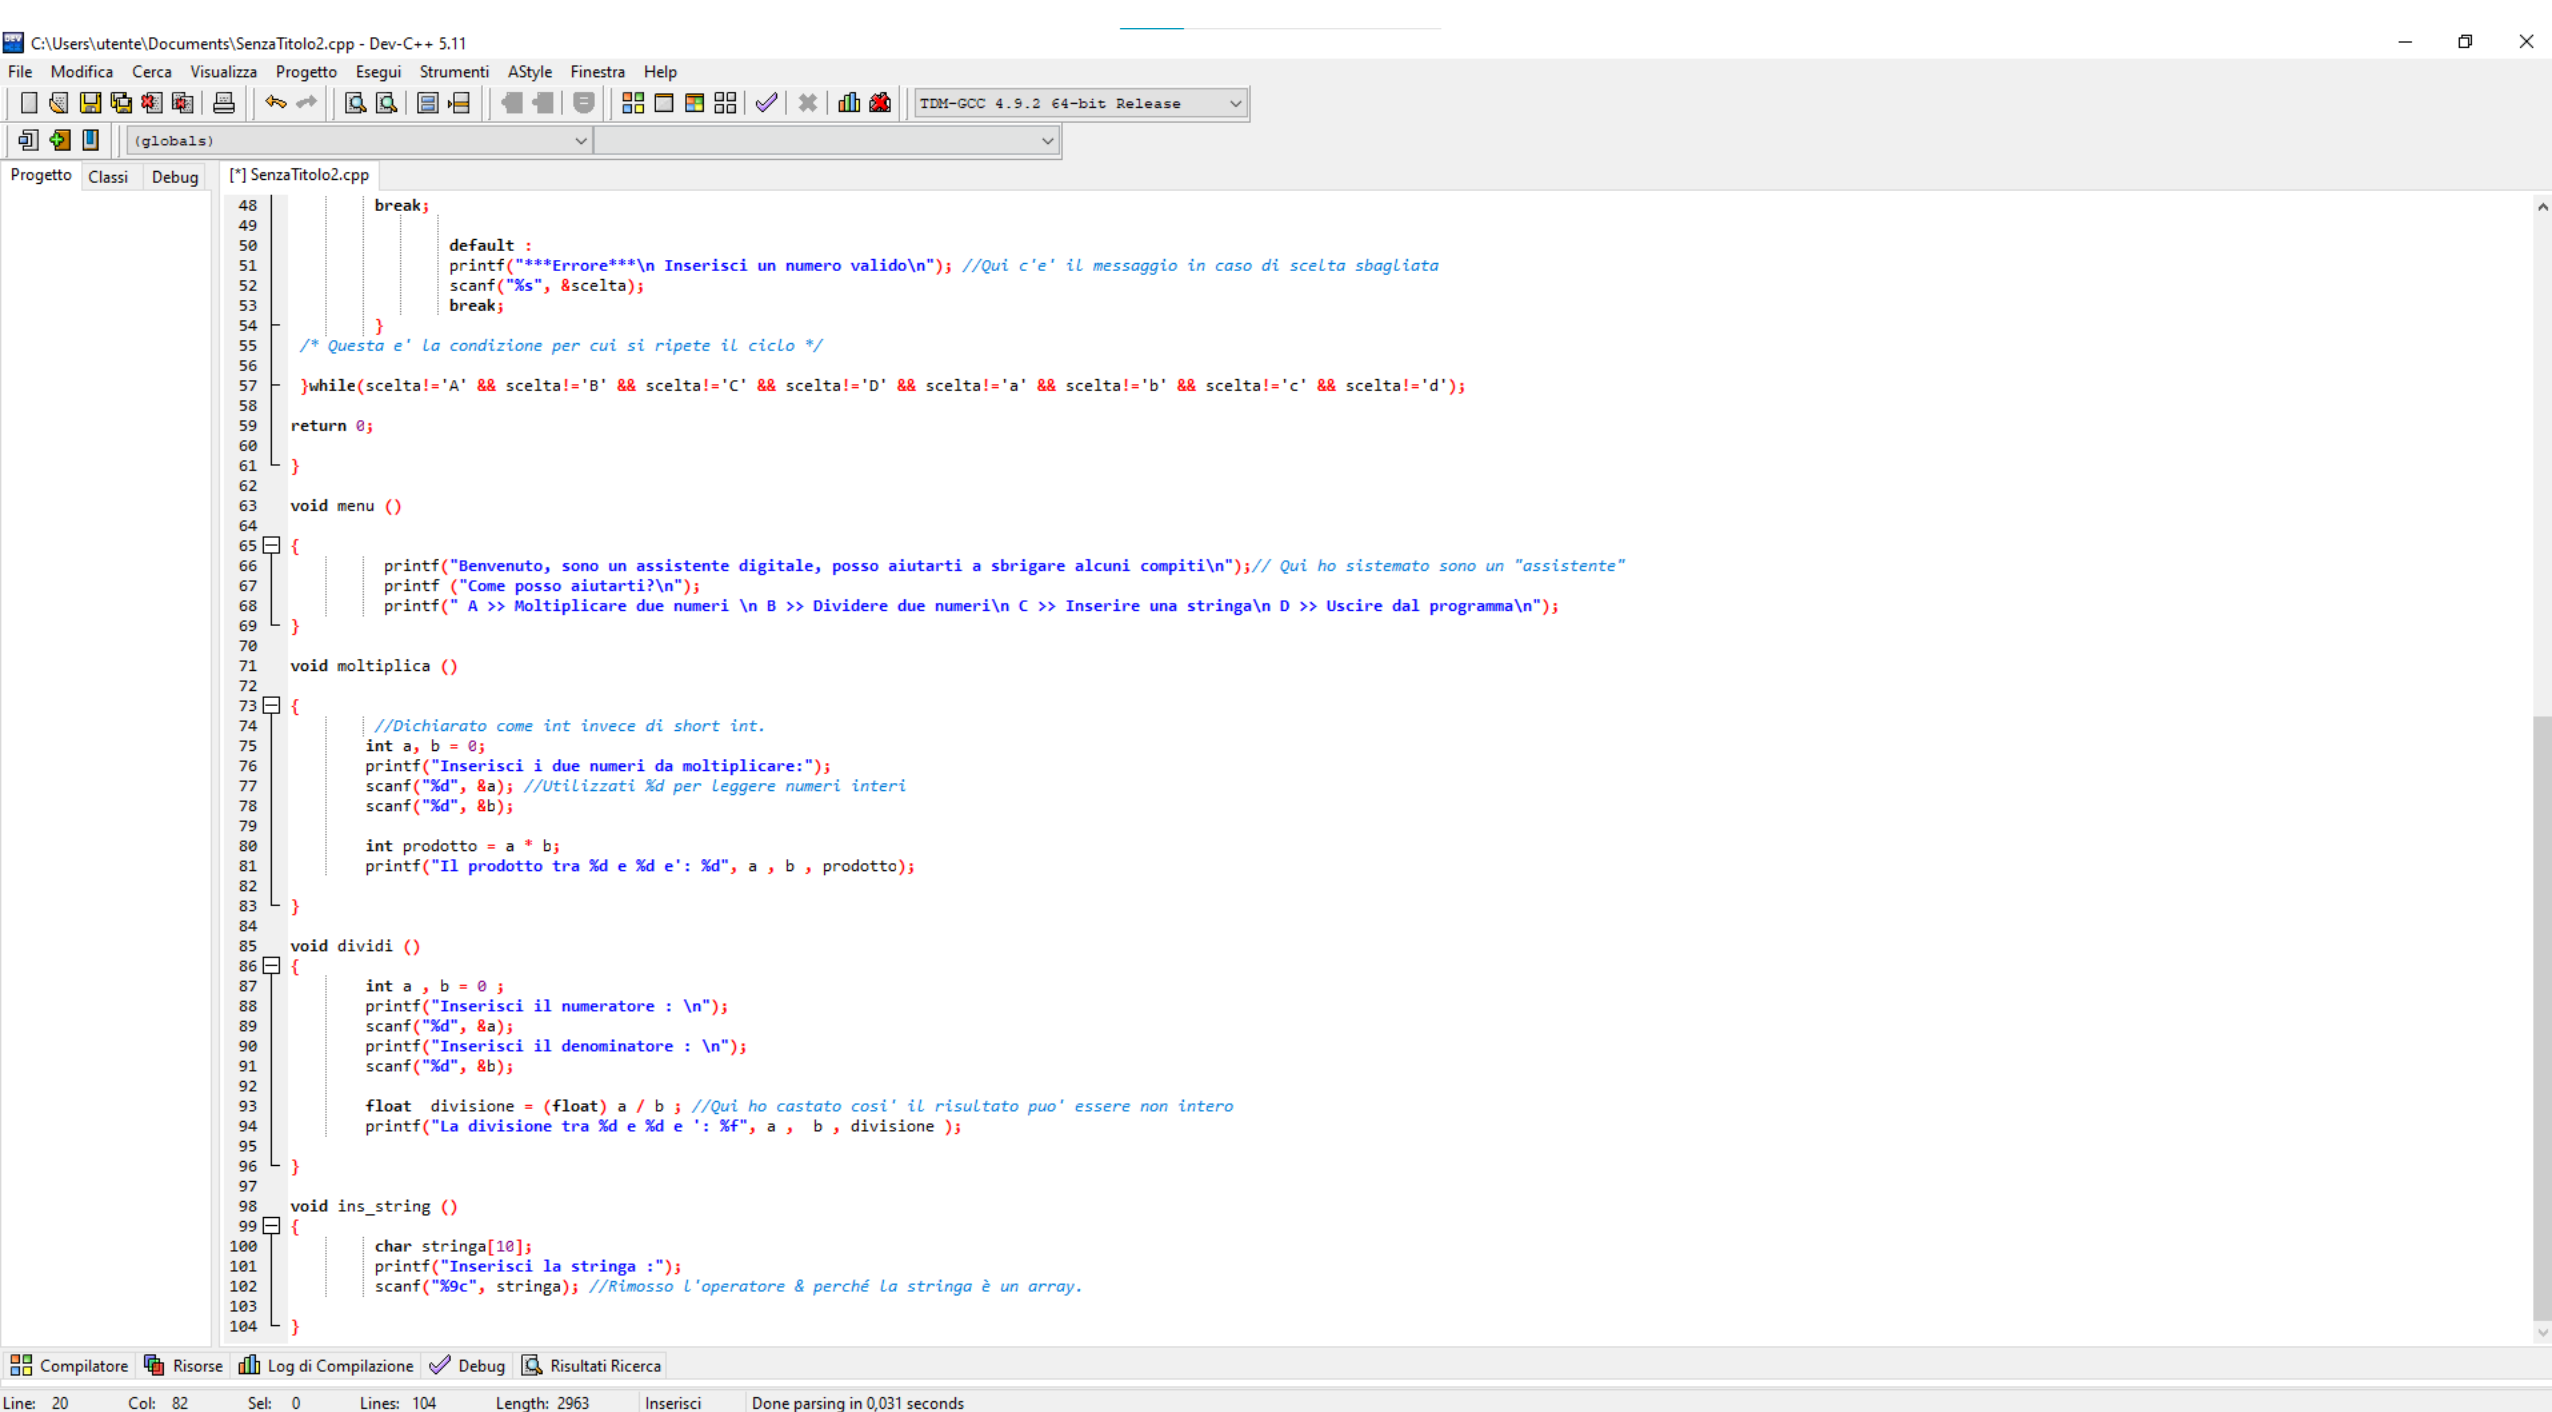 C:\Users\utente\Documents\SenzaTitolo2.cpp - Dev-C++ 5.11
File Modifica Cerca Visualizza Progetto Esegui Strumenti AStyle Finestra Help
TDM-GCC 4.9.2 64-bit Release
(globals)
Progetto Classi Debug [*] SenzaTitolo2.cpp
48 break;
49
50 default :
51 printf("***Errore***\n Inserisci un numero valido\n"); //Qui c'e' il messaggio in caso di scelta sbagliata
52 scanf("%s", &scelta);
53 break;
54 }
55 /* Questa e' la condizione per cui si ripete il ciclo */
56
57 }while(scelta!='A' && scelta!='B' && scelta!='C' && scelta!='D' && scelta!='a' && scelta!='b' && scelta!='c' && scelta!='d');
58
59 return 0;
60
61 }
62
63 void menu ()
64
65 {
66 printf("Benvenuto, sono un assistente digitale, posso aiutarti a sbrigare alcuni compiti\n");// Qui ho sistemato sono un "assistente"
67 printf ("Come posso aiutarti?\n");
68 printf(" A >> Moltiplicare due numeri \n B >> Dividere due numeri\n C >> Inserire una stringa\n D >> Uscire dal programma\n");
69 }
70
71 void moltiplica ()
72
73 {
74 //Dichiarato come int invece di short int.
75 int a, b = 0;
76 printf("Inserisci i due numeri da moltiplicare:");
77 scanf("%d", &a); //Utilizzati %d per leggere numeri interi
78 scanf("%d", &b);
79
80 int prodotto = a * b;
81 printf("Il prodotto tra %d e %d e': %d", a , b , prodotto);
82
83 }
84
85 void dividi ()
86 {
87 int a , b = 0 ;
88 printf("Inserisci il numeratore : \n");
89 scanf("%d", &a);
90 printf("Inserisci il denominatore : \n");
91 scanf("%d", &b);
92
93 float  divisione = (float) a / b ; //Qui ho castato cosi' il risultato puo' essere non intero
94 printf("La divisione tra %d e %d e ': %f", a ,  b , divisione );
95
96 }
97
98 void ins_string ()
99 {
100 char stringa[10];
101 printf("Inserisci la stringa :");
102 scanf("%9c", stringa); //Rimosso l'operatore & perché la stringa è un array.
103
104 }
Compilatore Risorse Log di Compilazione Debug Risultati Ricerca
Line: 20 Col: 82 Sel: 0 Lines: 104 Length: 2963 Inserisci Done parsing in 0,031 seconds